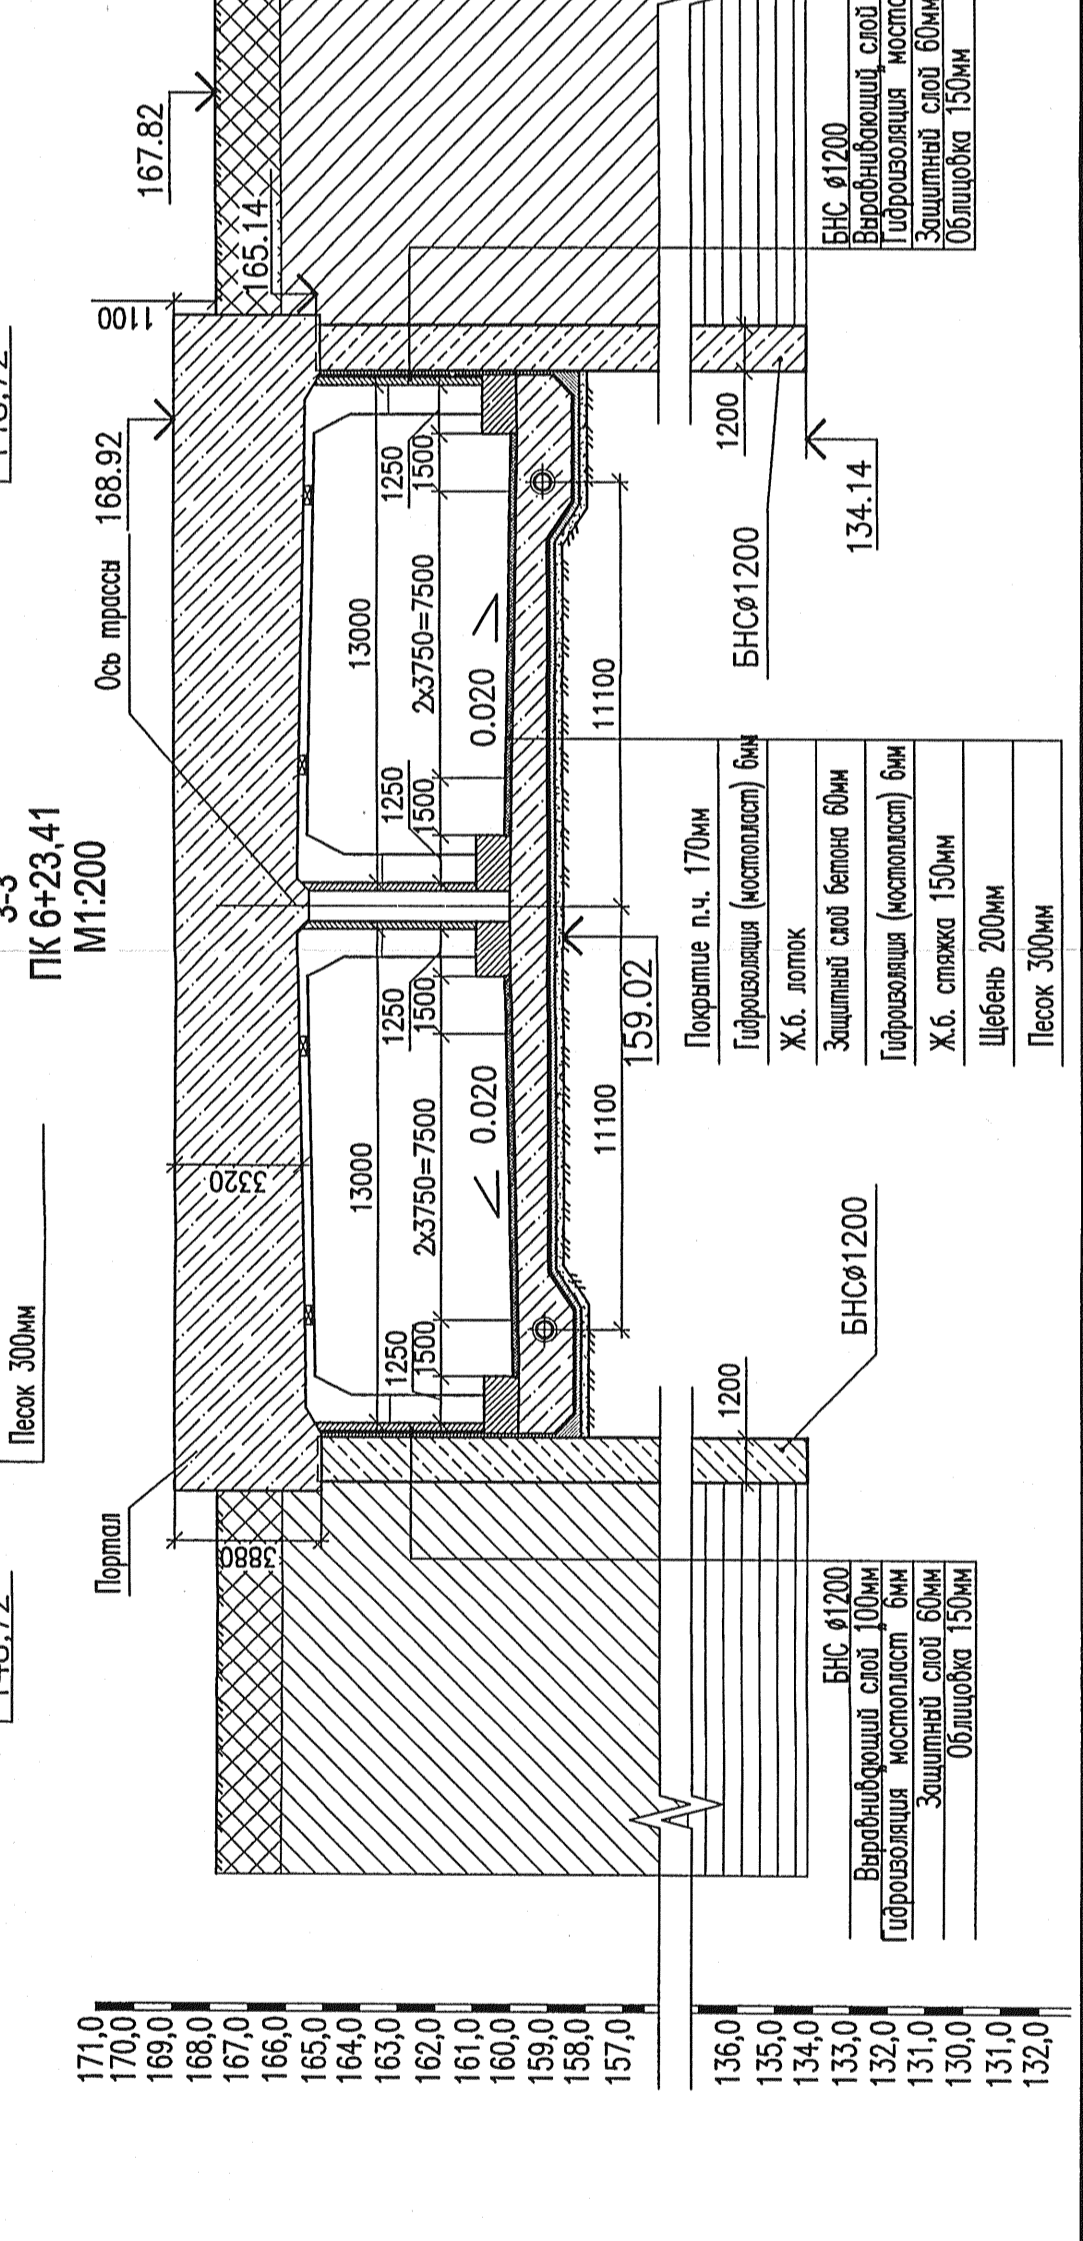 3-3
ПК 6+23,41
М1:200
Песок 300мм
Портал
Ось трассы 168.92
1100
167.82
165.14
3880
3320
13000
13000
1250
1250
1250
1250
1500
1500
1500
1500
2х3750=7500
2х3750=7500
0.020
0.020
11100
11100
159.02
1200
1200
БНСϕ1200
БНСϕ1200
134.14
БНС ϕ1200
Выравнивающий слой 100мм
Гидроизоляция мостопласт 6мм
Защитный слой 60мм
Облицовка 150мм
Покрытие п.ч. 170мм
Гидроизоляция (мостопласт) 6мм
Ж.б. лоток
Защитный слой бетона 60мм
Гидроизоляция (мостопласт) 6мм
Ж.б. стяжка 150мм
Щебень 200мм
Песок 300мм
БНС ϕ1200
Выравнивающий слой
Гидроизоляция
Защитный слой 60мм
Облицовка 150мм
171,0
170,0
169,0
168,0
167,0
166,0
165,0
164,0
163,0
162,0
161,0
160,0
159,0
158,0
157,0
136,0
135,0
134,0
133,0
132,0
131,0
130,0
131,0
132,0